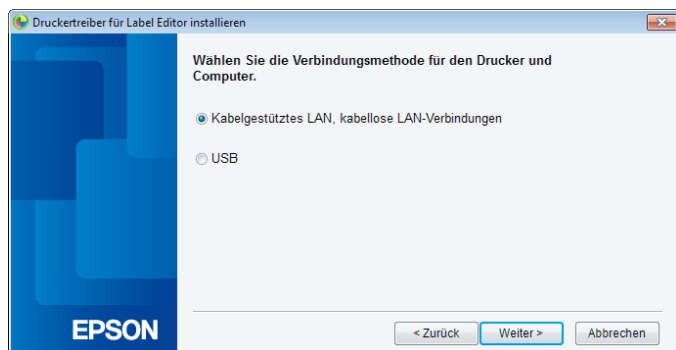 Druckertreiber für Label Editor installieren
Wählen Sie die Verbindungsmethode für den Drucker und
Computer.
Kabelgestütztes LAN, kabellose LAN-Verbindungen
USB
EPSON
< Zurück
Weiter >
Abbrechen